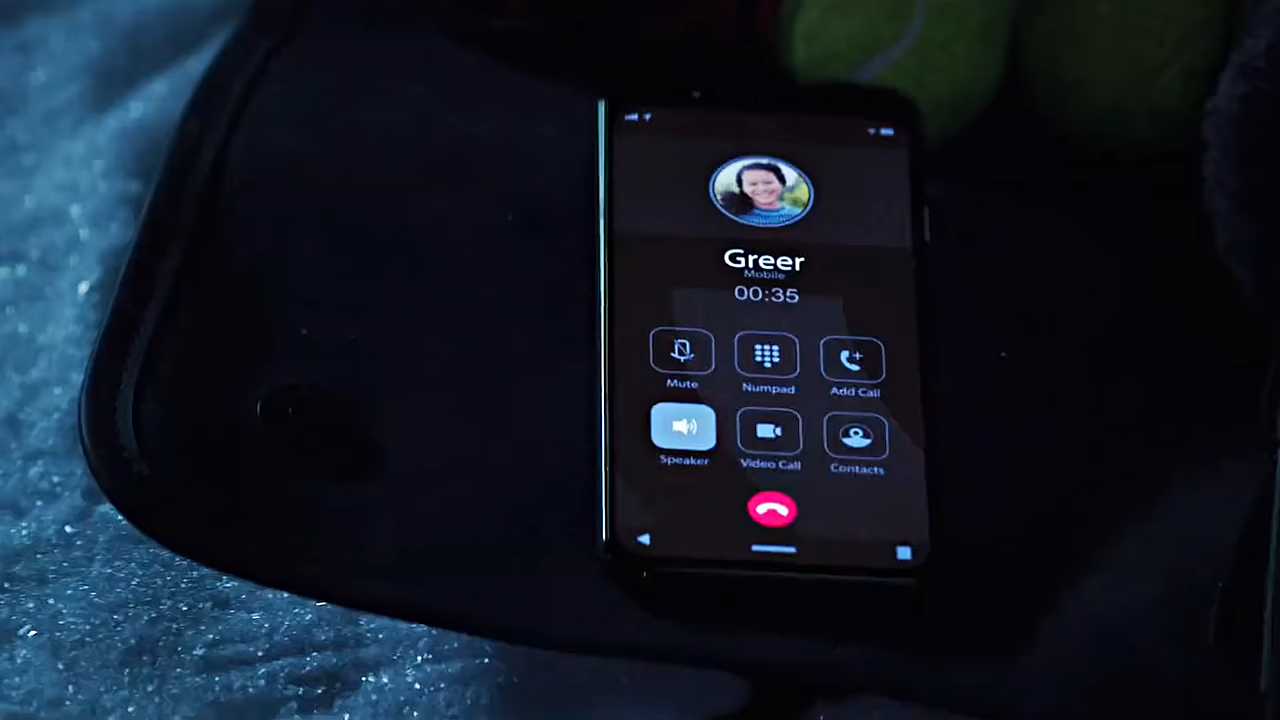 Greer
Mobile
00:35
Mute Numpad Add Call
Speaker Video Call Contacts